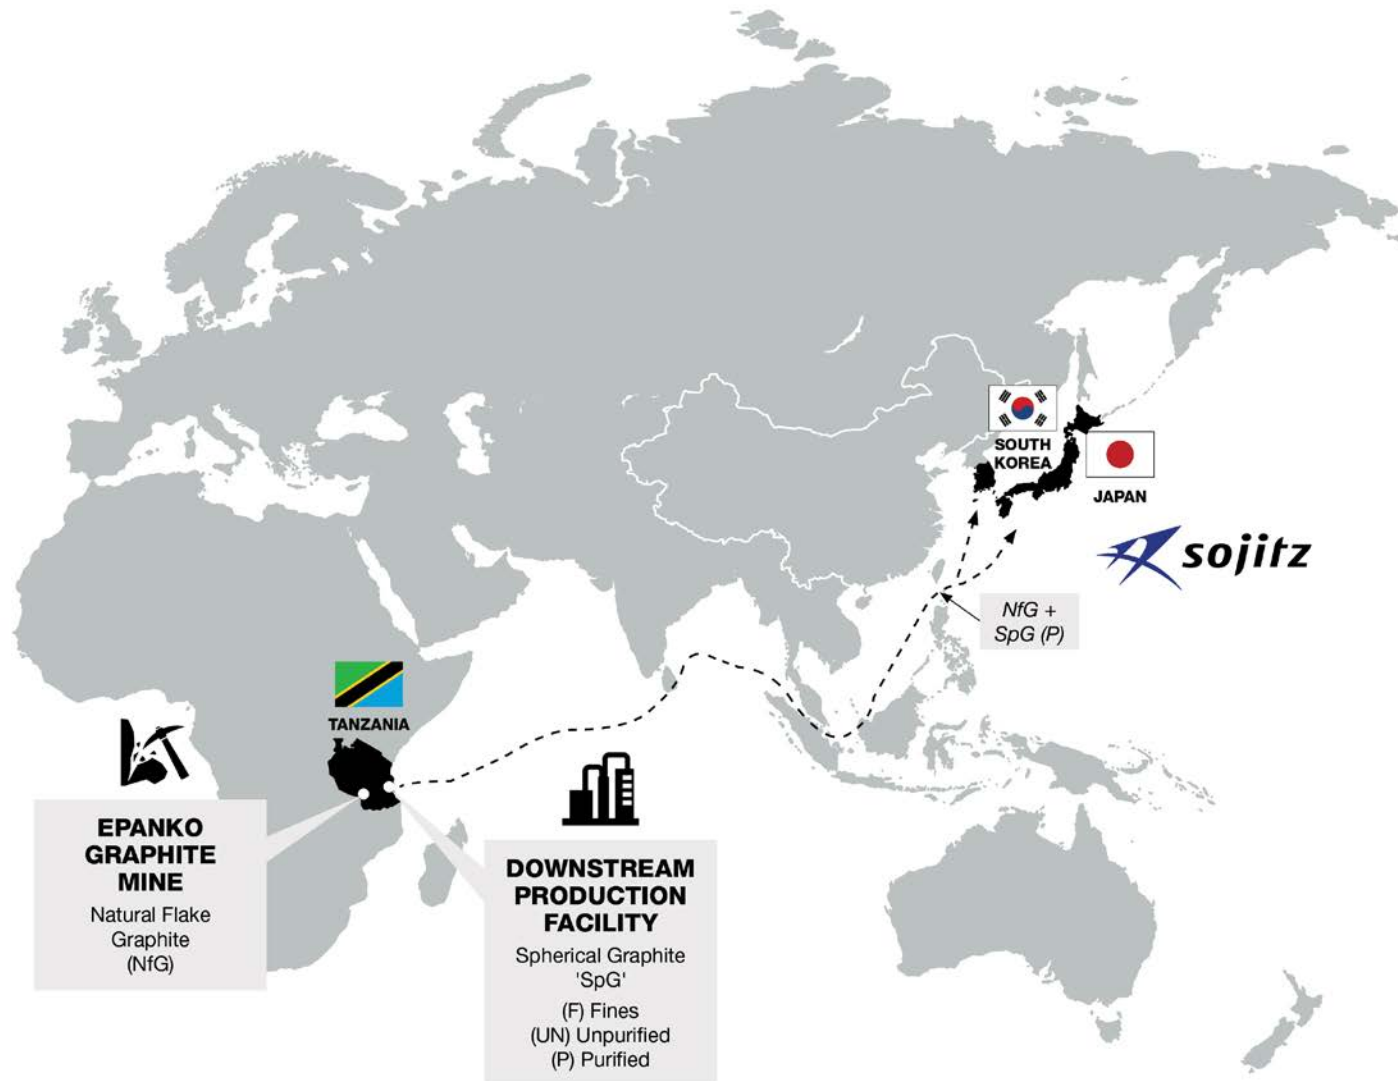 SOUTH
KOREA
JAPAN
sojitz
NfG +
SpG (P)
TANZANIA
EPANKO
GRAPHITE
MINE
Natural Flake
Graphite
(NfG)
DOWNSTREAM
PRODUCTION
FACILITY
Spherical Graphite
'SpG'
(F) Fines
(UN) Unpurified
(P) Purified